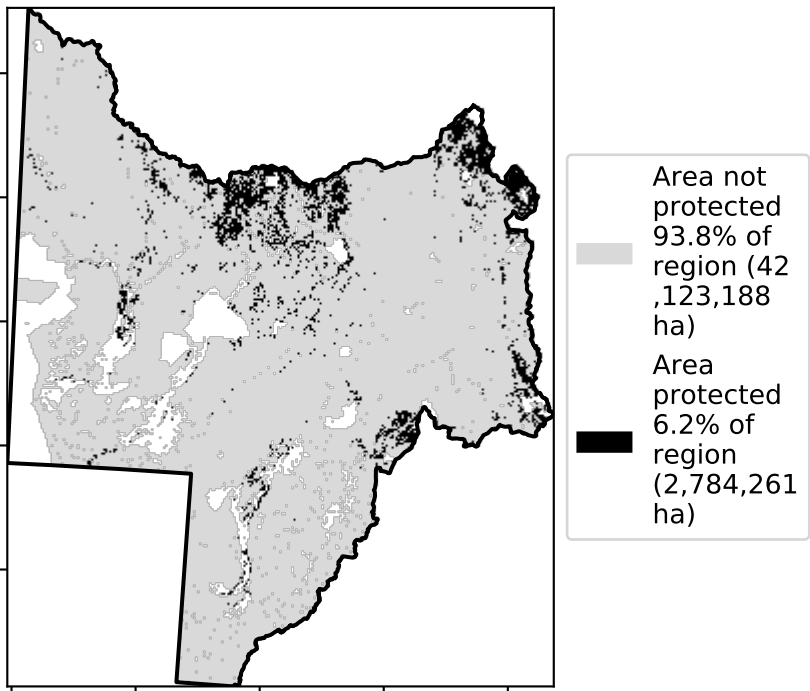 Area not
protected
93.8% of
region (42
,123,188
ha)
Area
protected
6.2% of
region
(2,784,261
ha)